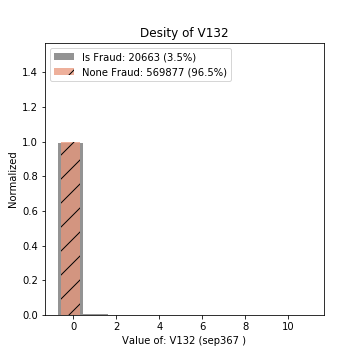 Desity of V132
Is Fraud: 20663 (3.5%)
None Fraud: 569877 (96.5%)
1.4
1.2
1.0
0.8
0.6
0.4
0.2
0.0
Normalized
0 2 4 6 8 10
Value of: V132 (sep367 )